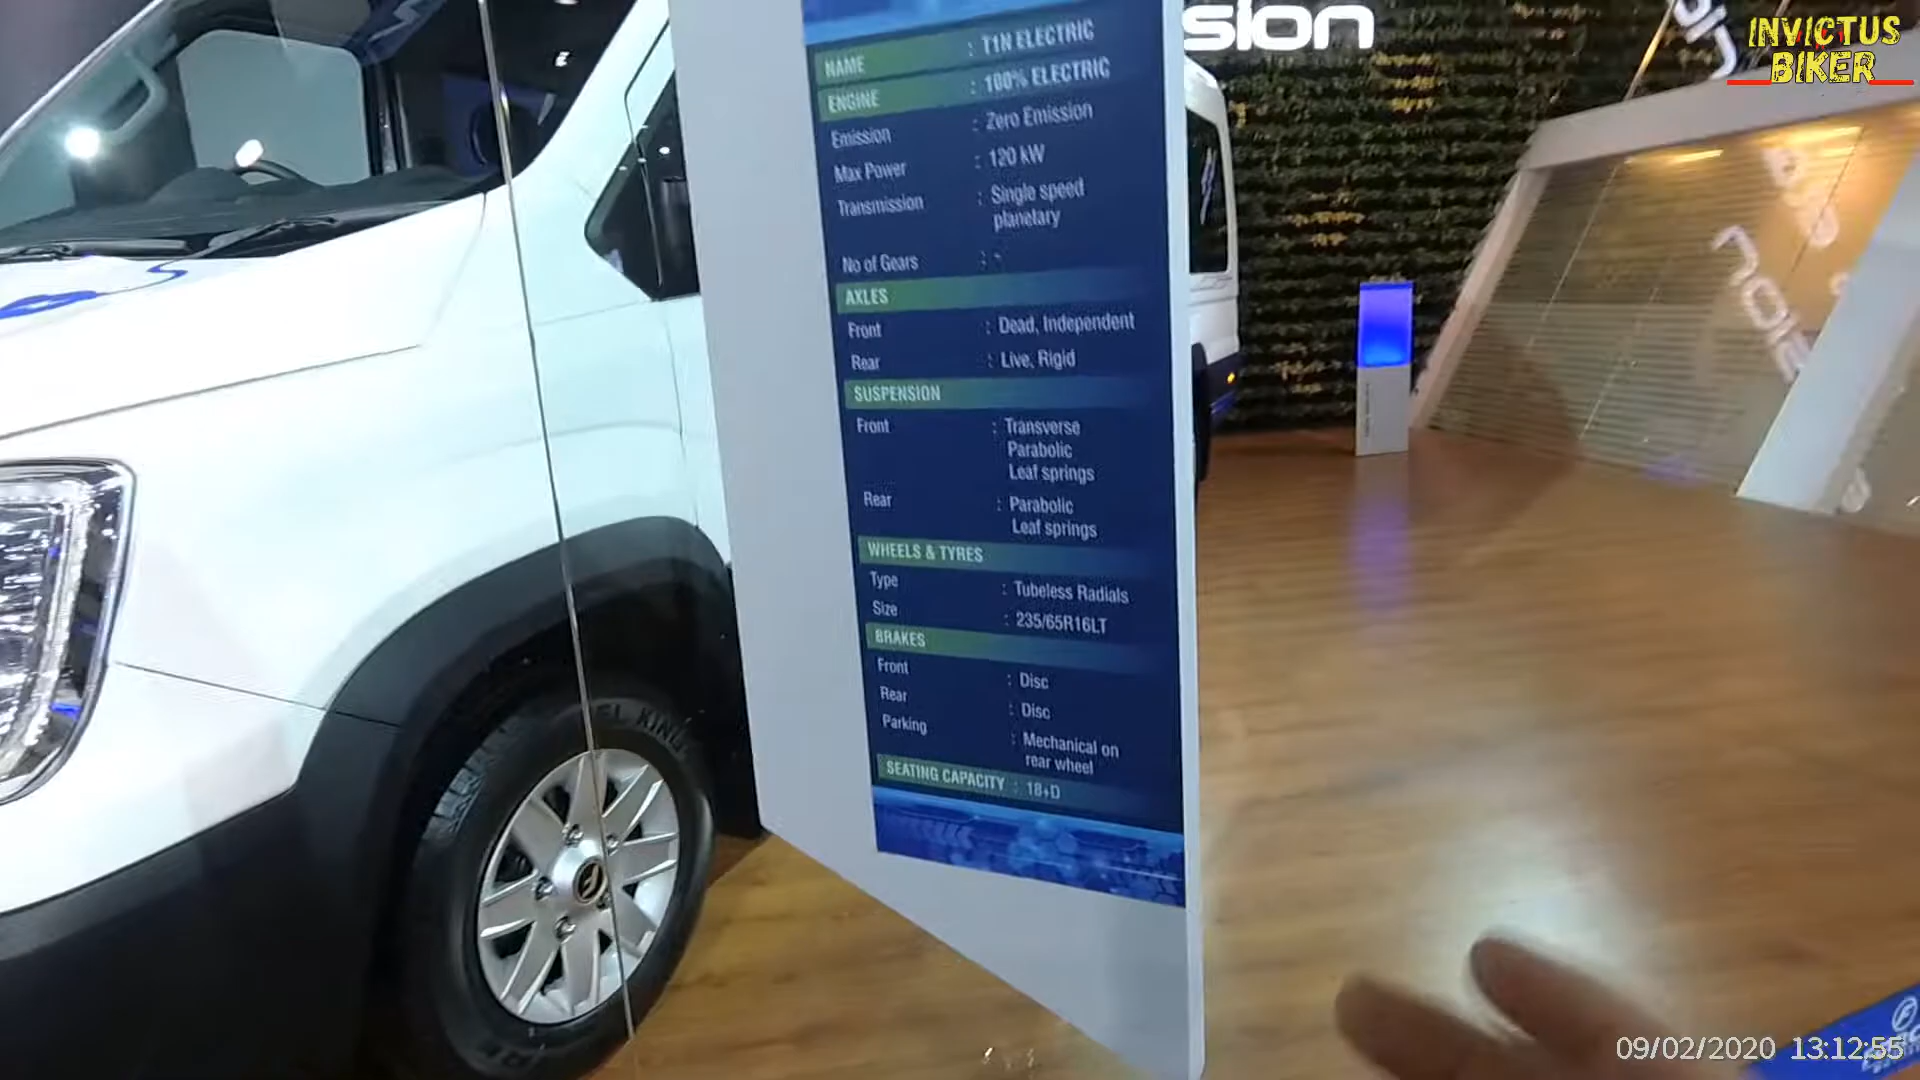 sion
INVICTUS
BIKER
NAME : T1N ELECTRIC
ENGINE : 100% ELECTRIC
Emission : Zero Emission
Max Power : 120 kW
Transmission : Single speed
planetary
No of Gears : -
AXLES
Front : Dead, Independent
Rear : Live, Rigid
SUSPENSION
Front : Transverse
Parabolic
Leaf springs
Rear : Parabolic
Leaf springs
WHEELS & TYRES
Type : Tubeless Radials
Size : 235/65R16LT
BRAKES
Front : Disc
Rear : Disc
Parking : Mechanical on
rear wheel
SEATING CAPACITY : 18+D
EL KING
09/02/2020 13:12:55